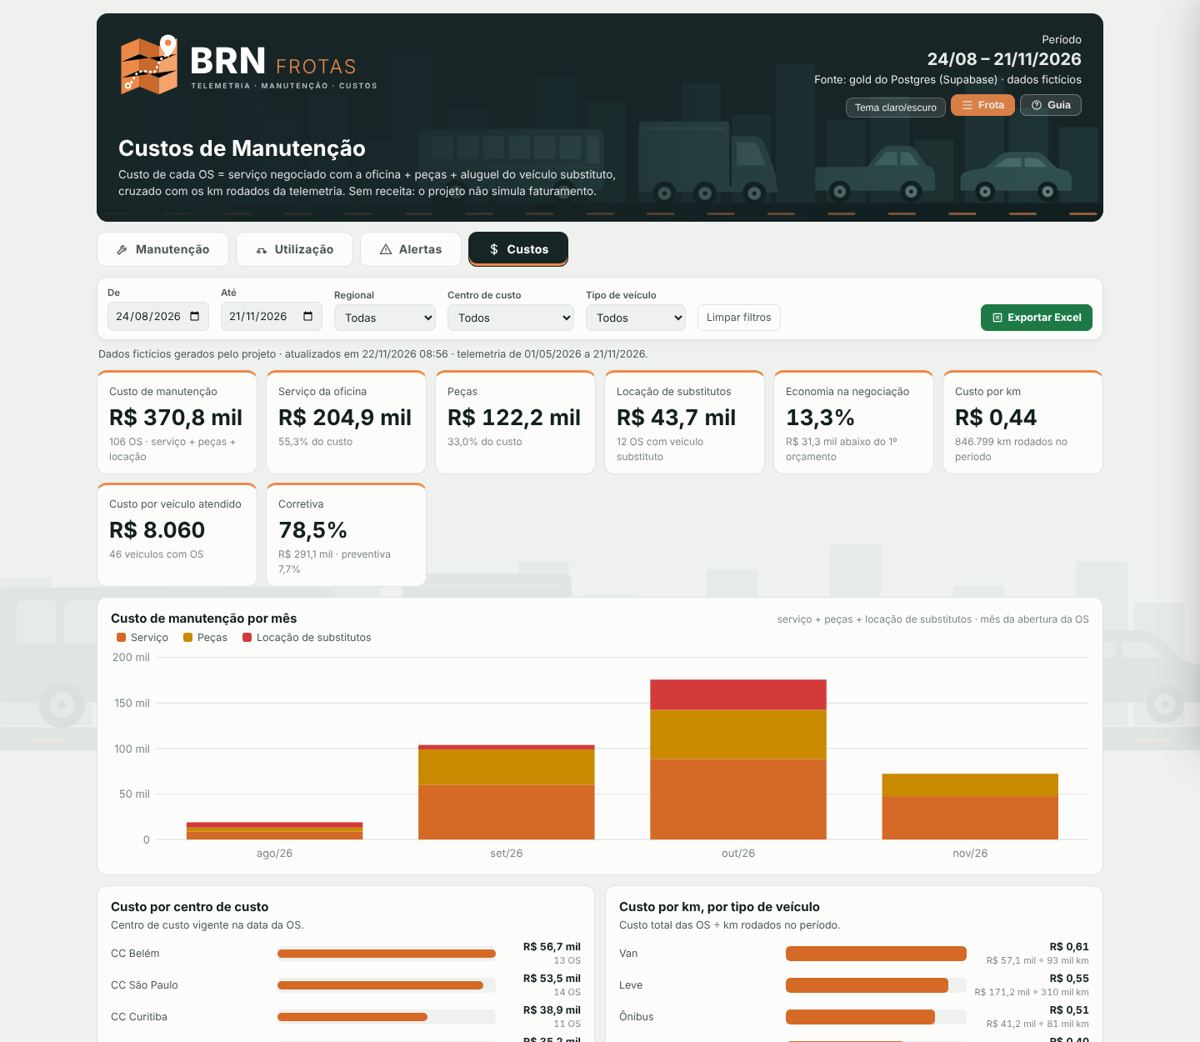 BRN FROTAS
TELEMETRIA · MANUTENÇÃO · CUSTOS
Período
24/08 – 21/11/2026
Fonte: gold do Postgres (Supabase) · dados fictícios
Tema claro/escuro
Frota
Guia
Custos de Manutenção
Custo de cada OS = serviço negociado com a oficina + peças + aluguel do veículo substituto,
cruzado com os km rodados da telemetria. Sem receita: o projeto não simula faturamento.
Manutenção
Utilização
Alertas
Custos
De
24/08/2026
Até
21/11/2026
Regional
Todas
Centro de custo
Todos
Tipo de veículo
Todos
Limpar filtros
Exportar Excel
Dados fictícios gerados pelo projeto · atualizados em 22/11/2026 08:56 · telemetria de 01/05/2026 a 21/11/2026.
Custo de manutenção
R$ 370,8 mil
106 OS · serviço + peças +
locação
Serviço da oficina
R$ 204,9 mil
55,3% do custo
Peças
R$ 122,2 mil
33,0% do custo
Locação de substitutos
R$ 43,7 mil
12 OS com veículo
substituto
Economia na negociação
13,3%
R$ 31,3 mil abaixo do 1º
orçamento
Custo por km
R$ 0,44
846.799 km rodados no
período
Custo por veículo atendido
R$ 8.060
46 veículos com OS
Corretiva
78,5%
R$ 291,1 mil · preventiva
7,7%
Custo de manutenção por mês
serviço + peças + locação de substitutos · mês da abertura da OS
Serviço
Peças
Locação de substitutos
200 mil
150 mil
100 mil
50 mil
0
ago/26
set/26
out/26
nov/26
Custo por centro de custo
Centro de custo vigente na data da OS.
CC Belém
R$ 56,7 mil
13 OS
CC São Paulo
R$ 53,5 mil
14 OS
CC Curitiba
R$ 38,9 mil
11 OS
Custo por km, por tipo de veículo
Custo total das OS ÷ km rodados no período.
Van
R$ 0,61
R$ 57,1 mil ÷ 93 mil km
Leve
R$ 0,55
R$ 171,2 mil ÷ 310 mil km
Ônibus
R$ 0,51
R$ 41,2 mil ÷ 81 mil km